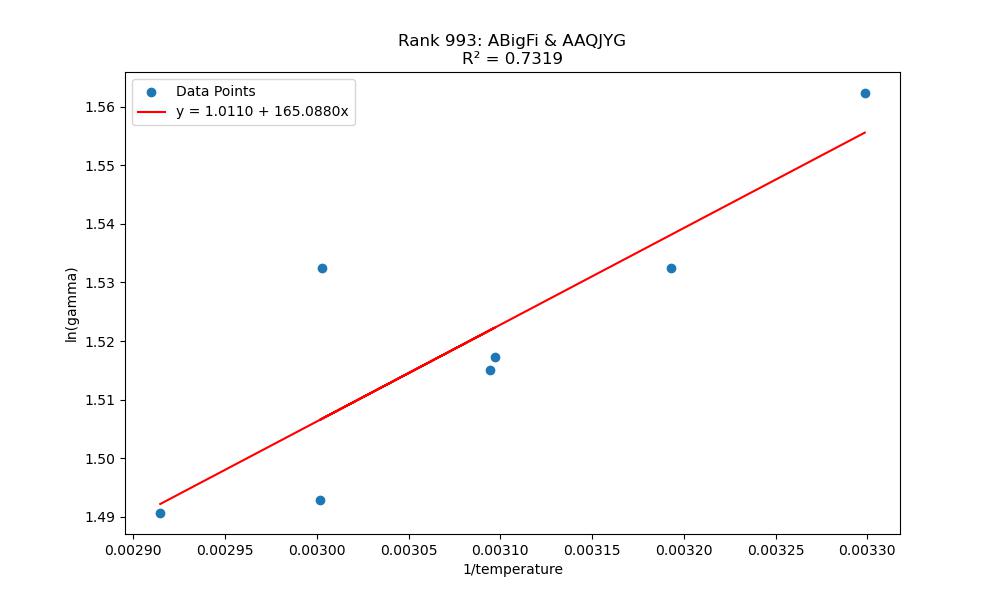 Rank 993: ABigFi & AAQJYG
R² = 0.7319
Data Points
y = 1.0110 + 165.0880x
1.56
1.55
1.54
1.53
1.52
1.51
1.50
1.49
ln(gamma)
0.00290 0.00295 0.00300 0.00305 0.00310 0.00315 0.00320 0.00325 0.00330
1/temperature